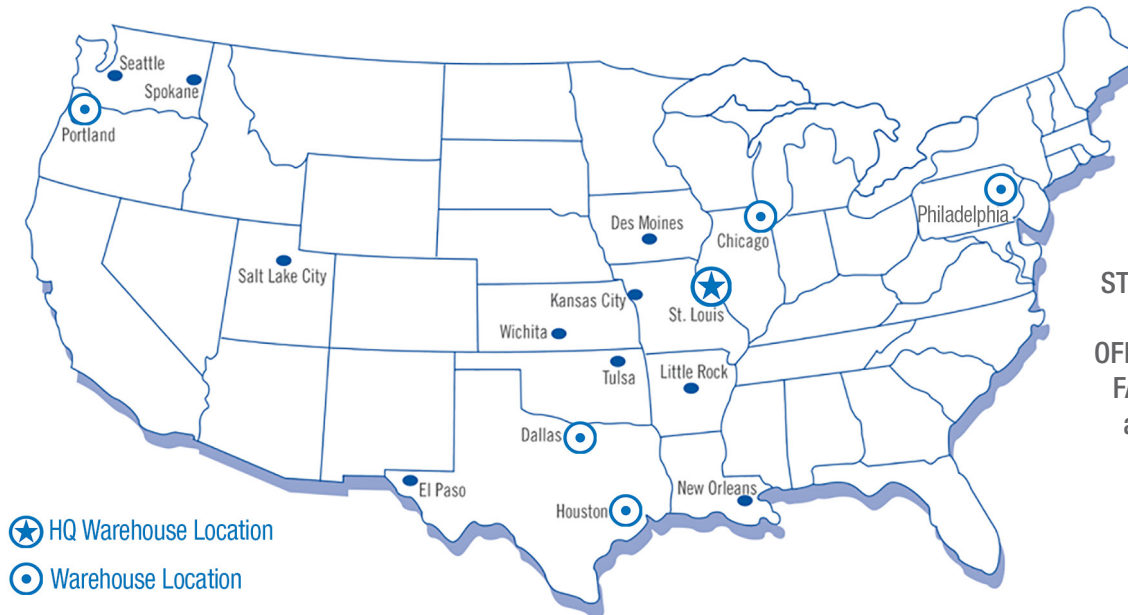 Seattle
Spokane
Portland
Salt Lake City
Des Moines
Chicago
Philadelphia
Kansas City
St. Louis
Wichita
Tulsa
Little Rock
Dallas
El Paso
Houston
New Orleans
HQ Warehouse Location
Warehouse Location